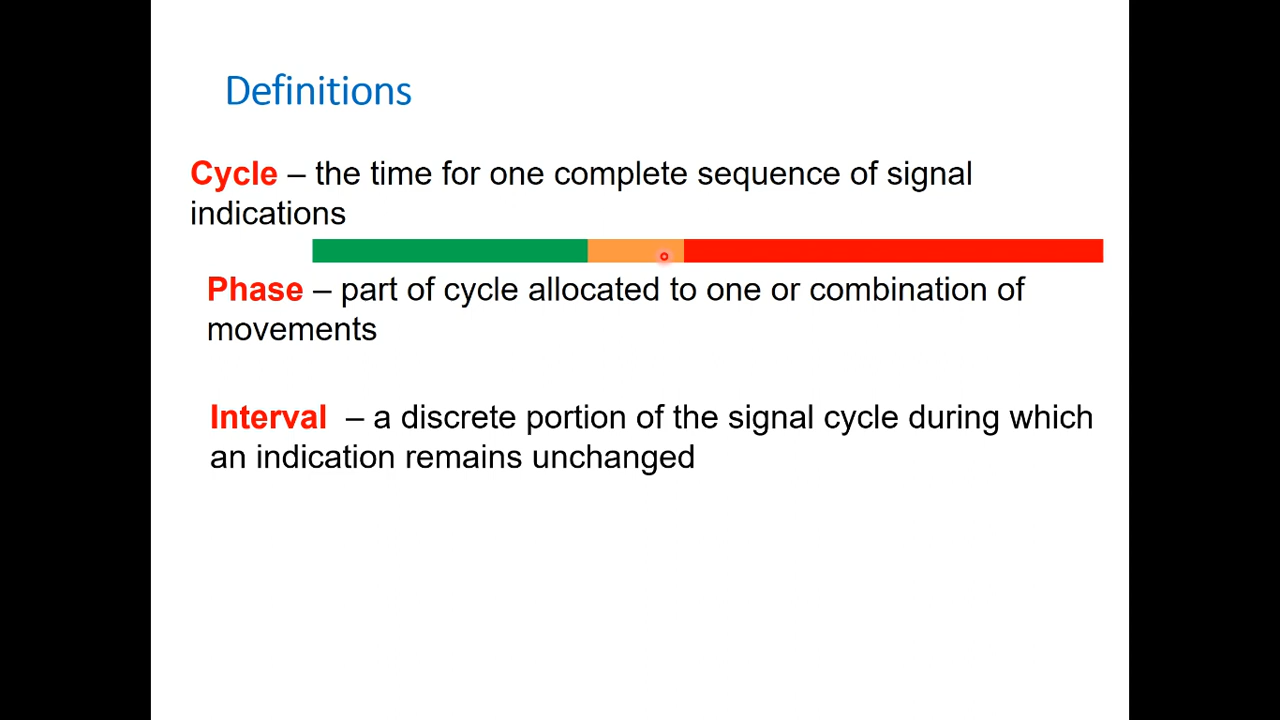 Definitions
Cycle – the time for one complete sequence of signal
indications
Phase – part of cycle allocated to one or combination of
movements
Interval – a discrete portion of the signal cycle during which
an indication remains unchanged